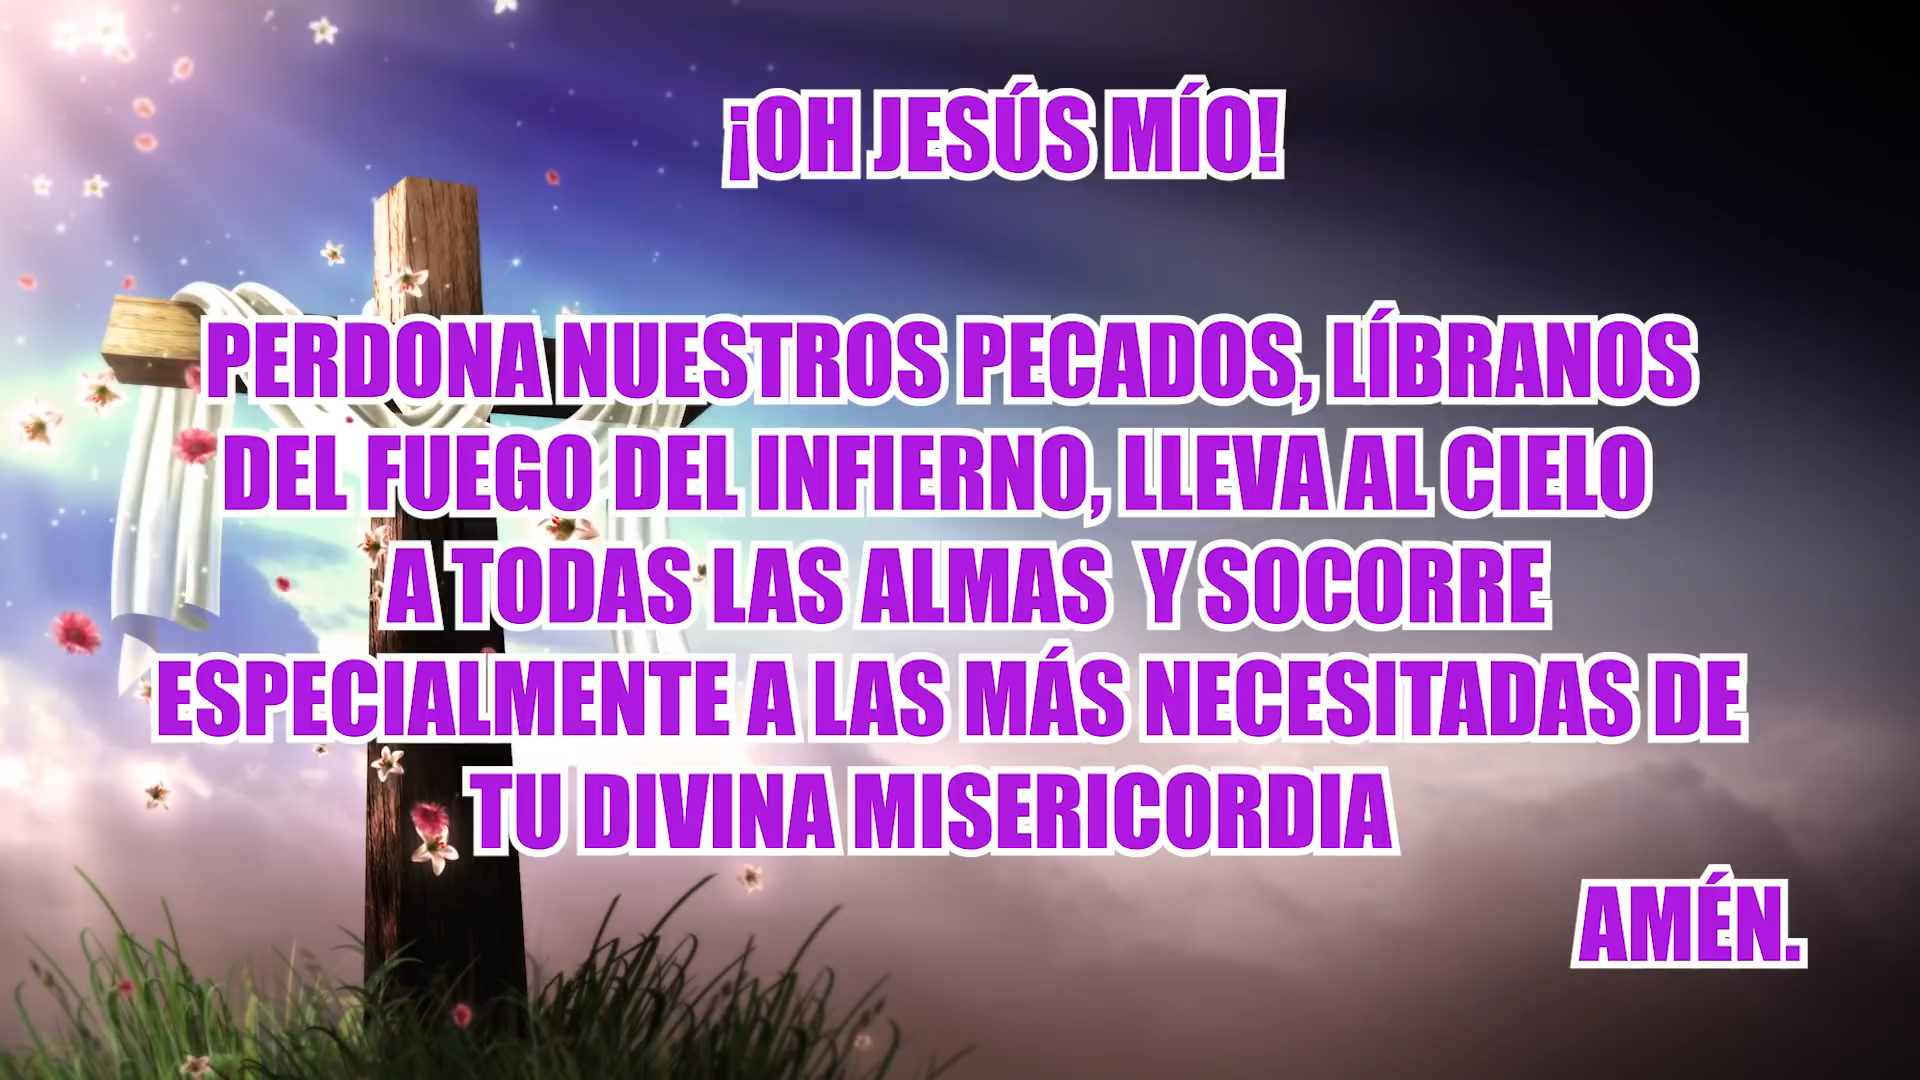 ¡OH JESÚS MÍO!
PERDONA NUESTROS PECADOS, LÍBRANOS
DEL FUEGO DEL INFIERNO, LLEVA AL CIELO
A TODAS LAS ALMAS Y SOCORRE
ESPECIALMENTE A LAS MÁS NECESITADAS DE
TU DIVINA MISERICORDIA
AMÉN.